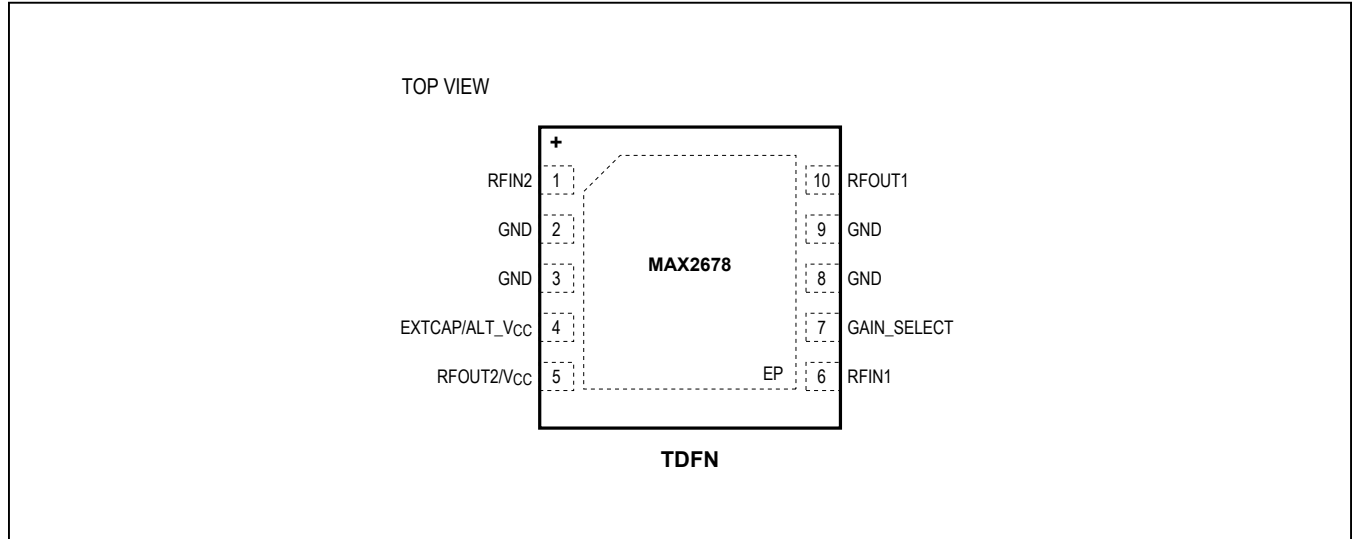 TOP VIEW
+
RFIN2 1
10 RFOUT1
GND 2
9 GND
GND 3
8 GND
MAX2678
EXTCAP/ALT_VCC 4
7 GAIN_SELECT
RFOUT2/VCC 5
EP
6 RFIN1
TDFN